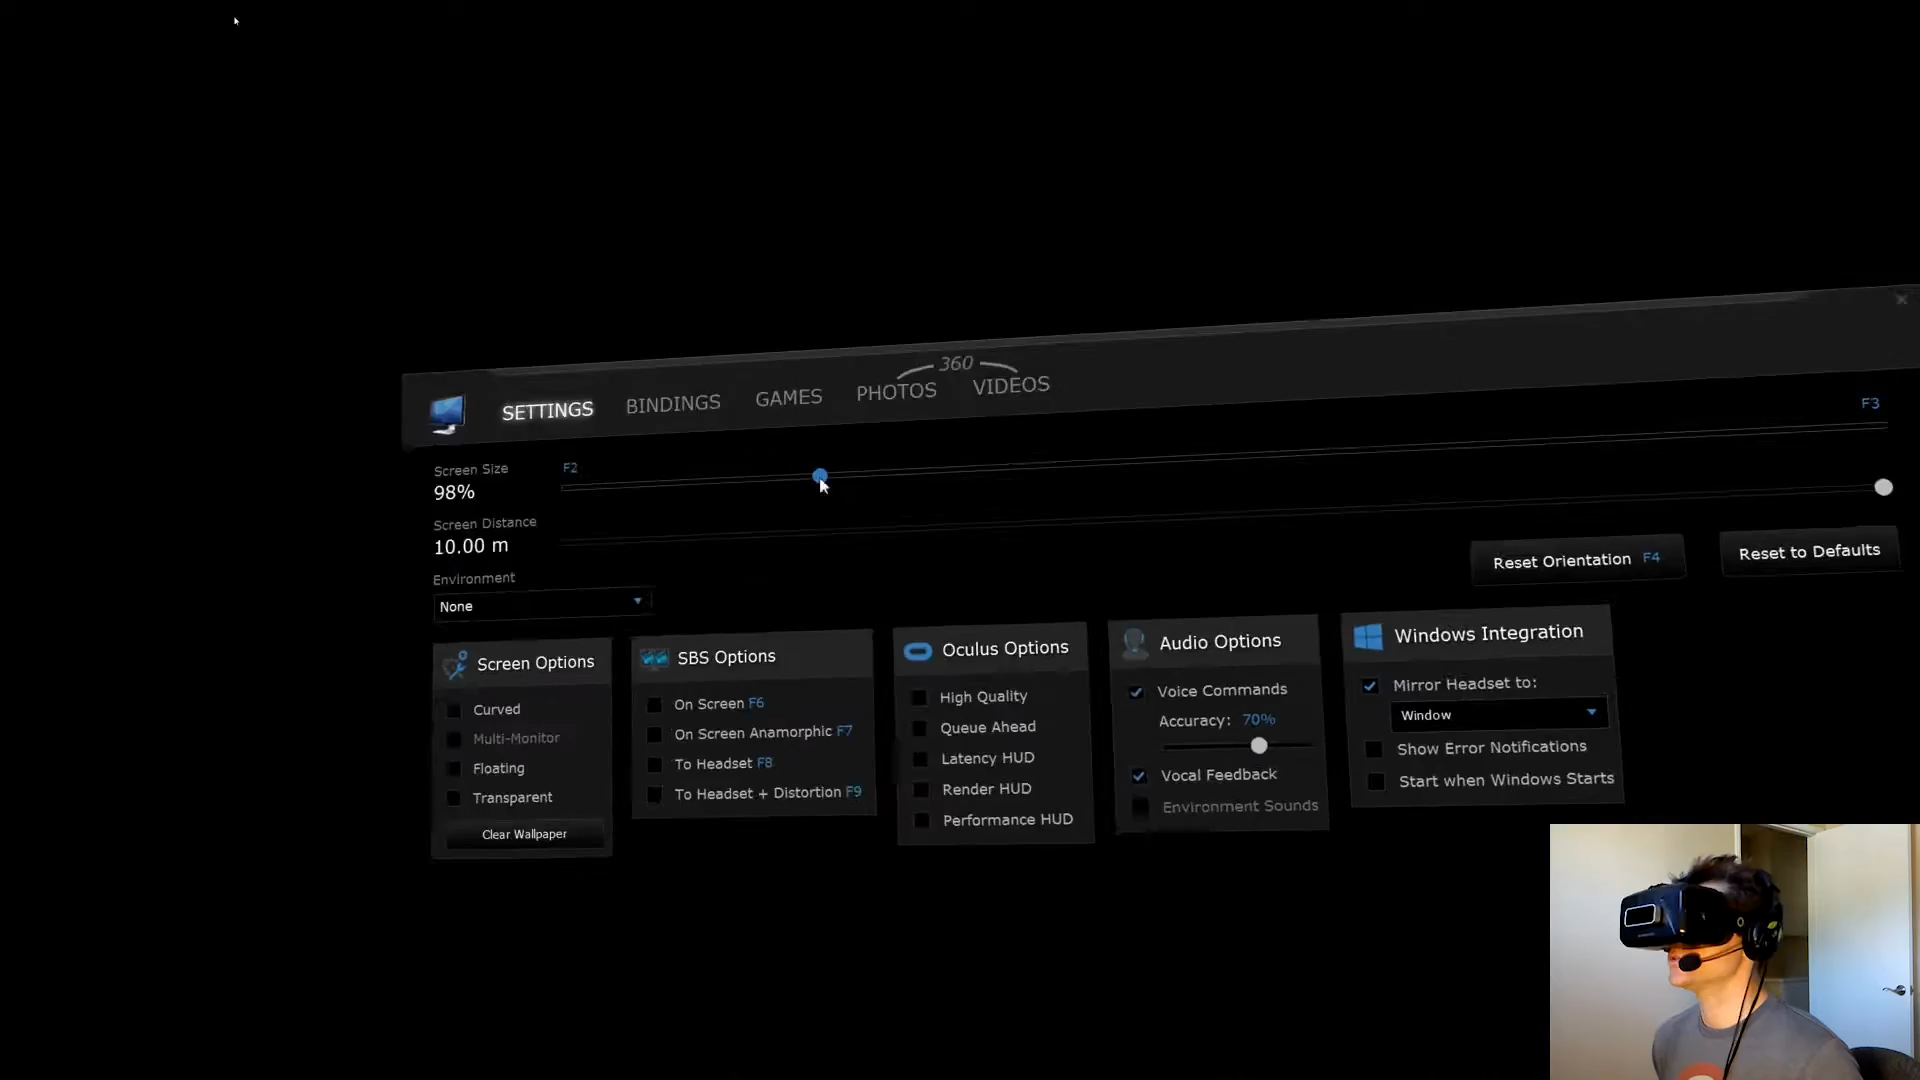 360
SETTINGS BINDINGS GAMES PHOTOS VIDEOS
F3
Screen Size F2
98%
Screen Distance
10.00 m
Reset Orientation F4 Reset to Defaults
Environment
None
Screen Options
Curved
Multi-Monitor
Floating
Transparent
Clear Wallpaper
SBS Options
On Screen F6
On Screen Anamorphic F7
To Headset F8
To Headset + Distortion F9
Oculus Options
High Quality
Queue Ahead
Latency HUD
Render HUD
Performance HUD
Audio Options
Voice Commands
Accuracy: 70%
Vocal Feedback
Environment Sounds
Windows Integration
Mirror Headset to:
Window
Show Error Notifications
Start when Windows Starts